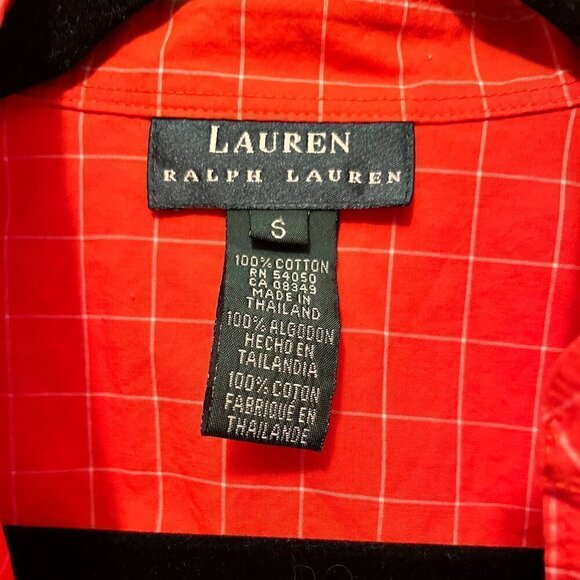 LAUREN
RALPH LAUREN
S
100% COTTON
RN 54050
CA 08349
MADE IN
THAILAND
100% ALGODON
HECHO EN
TAILANDIA
100% COTON
FABRIQUE EN
THAILANDE